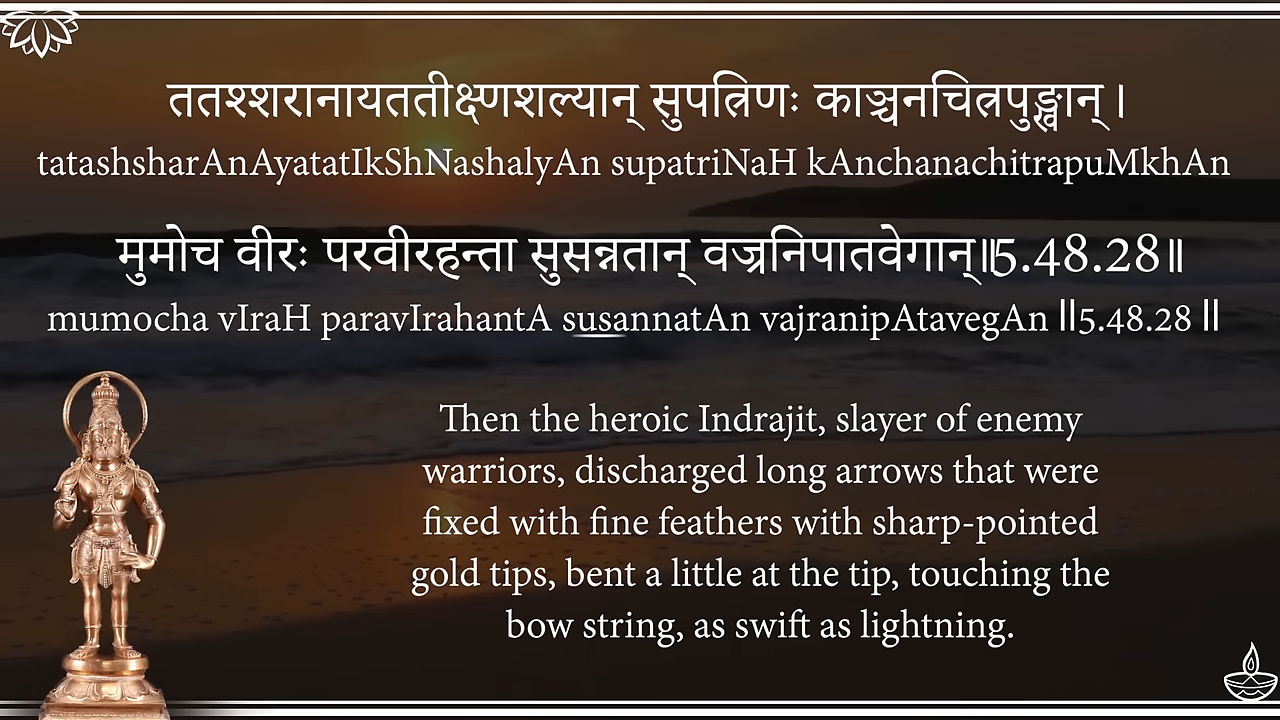 ततश्शरानायततीक्ष्णशल्यान् सुपत्रिणः काञ्चनचित्रपुङ्खान् ।
tatashsharAnAyatatIkShNashalyAn supatriNaH kAnchanachitrapuMkhAn
मुमोच वीरः परवीरहन्ता सुसन्नतान् वज्रनिपातवेगान्॥5.48.28॥
mumocha vIraH paravIrahantA susannatAn vajranipAtavegAn ||5.48.28 ||
Then the heroic Indrajit, slayer of enemy
warriors, discharged long arrows that were
fixed with fine feathers with sharp-pointed
gold tips, bent a little at the tip, touching the
bow string, as swift as lightning.